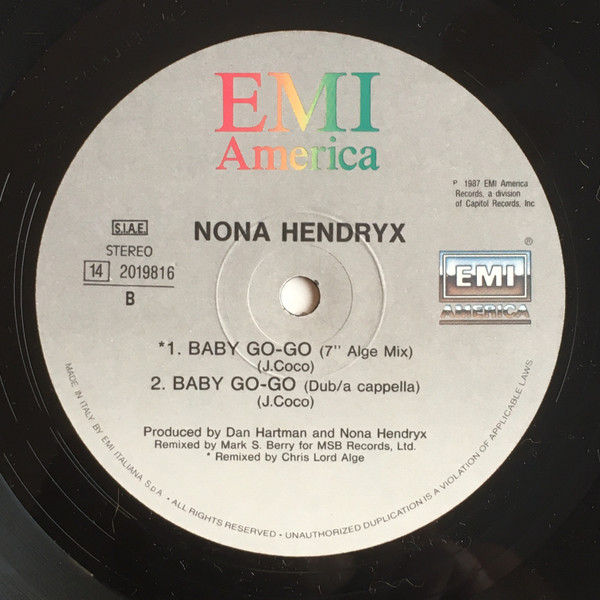 EMI
America
℗ 1987 EMI America
Records, a division
of Capitol Records, Inc
NONA HENDRYX
S.I.A.E.
STEREO
14 2019816
B
®
EMI
AMERICA
*1. BABY GO-GO (7'' Alge Mix)
(J.Coco)
2. BABY GO-GO (Dub/a cappella)
(J.Coco)
Produced by Dan Hartman and Nona Hendryx
Remixed by Mark S. Berry for MSB Records, Ltd.
* Remixed by Chris Lord Alge
MADE IN ITALY BY EMI ITALIANA S.p.A. • ALL RIGHTS RESERVED • UNAUTHORIZED DUPLICATION IS A VIOLATION OF APPLICABLE LAWS